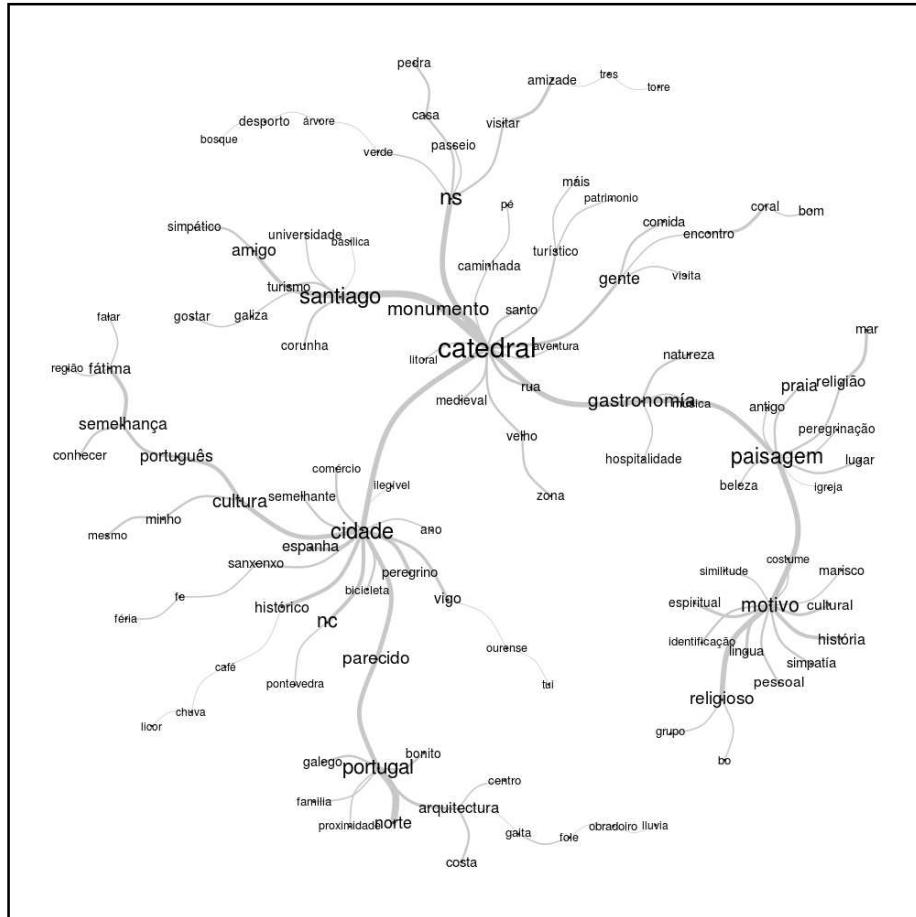 pedra
amizade
tres
torre
casa
desporto
árvore
visitar
bosque
passeio
verde
ns
máis
patrimonio
pé
coral
bom
simpático
universidade
comida
basílica
encontro
amigo
turístico
caminhada
gente
visita
turismo
santiago
monumento
santo
falar
gostar
galiza
mar
corunha
catedral
aventura
litoral
natureza
região
fátima
rua
praia
religião
medieval
gastronomía
música
antigo
semelhança
peregrinação
velho
conhecer
português
hospitalidade
paisagem
lugar
comércio
beleza
igreja
ilegível
semelhante
zona
cultura
minho
mesmo
cidade
ano
espanha
sanxenxo
costume
peregrino
similitude
marisco
bicicleta
fe
vigo
espiritual
motivo
cultural
histórico
féria
nc
identificação
história
lingua
ourense
parecido
simpatía
café
pontevedra
tui
pessoal
religioso
chuva
licor
grupo
bonito
galego
portugal
bo
centro
familia
arquitectura
proximidade
norte
gaita
fole
obradoiro
lluvia
costa